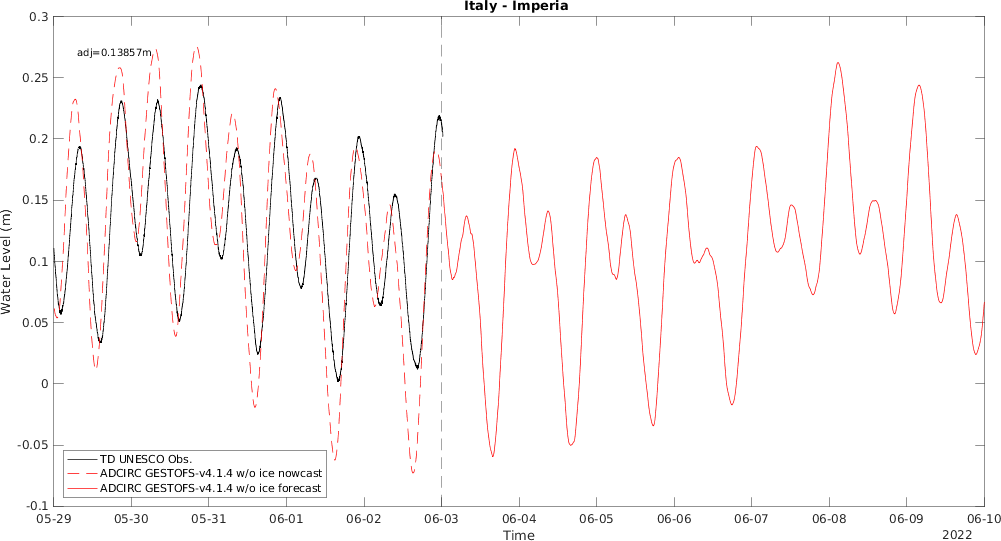 Italy - Imperia
0.3
0.25
0.2
0.15
0.1
0.05
0
-0.05
-0.1
Water Level (m)
adj=0.13857m
TD UNESCO Obs.
ADCIRC GESTOFS-v4.1.4 w/o ice nowcast
ADCIRC GESTOFS-v4.1.4 w/o ice forecast
05-29 05-30 05-31 06-01 06-02 06-03 06-04 06-05 06-06 06-07 06-08 06-09 06-10
Time
2022